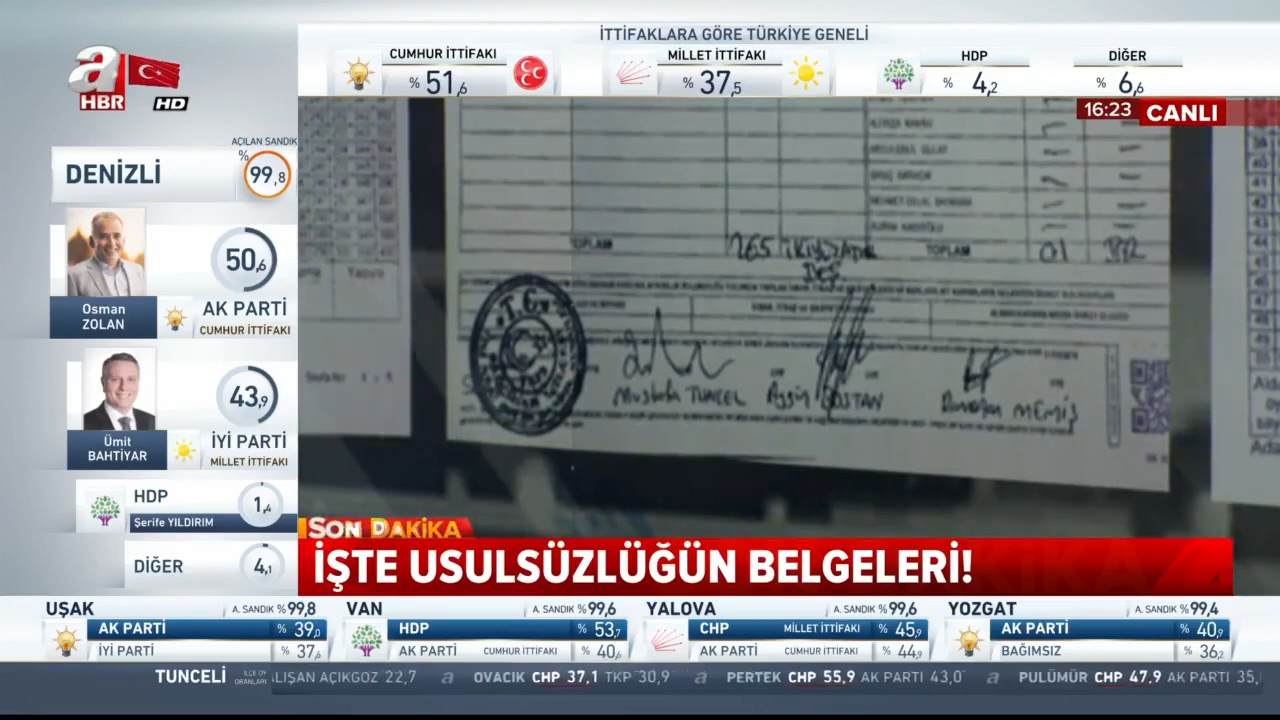 a
HBR
HD
İTTİFAKLARA GÖRE TÜRKİYE GENELİ
CUMHUR İTTİFAKI
% 51,6
MİLLET İTTİFAKI
% 37,5
HDP
% 4,2
DİĞER
% 6,6
16:23 CANLI
AÇILAN SANDIK
DENİZLİ
% 99,8
50,6
Osman
ZOLAN
AK PARTİ
CUMHUR İTTİFAKI
43,9
Ümit
BAHTİYAR
İYİ PARTİ
MİLLET İTTİFAKI
HDP
1,4
Şerife YILDIRIM
DİĞER
4,1
TOPLAM
265
TOPLAM
T.C.
Mustafa TUNCEL
MEMİŞ
SON DAKİKA
İŞTE USULSÜZLÜĞÜN BELGELERİ!
UŞAK A. SANDIK %99,8
AK PARTİ % 39,0
İYİ PARTİ % 37,6
VAN A. SANDIK %99,6
HDP % 53,7
AK PARTİ CUMHUR İTTİFAKI % 40,6
YALOVA A. SANDIK %99,6
CHP MİLLET İTTİFAKI % 45,9
AK PARTİ CUMHUR İTTİFAKI % 44,9
YOZGAT A. SANDIK %99,4
AK PARTİ % 40,9
BAĞIMSIZ % 36,2
TUNCELİ İLÇE OY ORANLARI ALIŞAN AÇIKGÖZ 22,7 a OVACIK CHP 37,1 TKP 30,9 a PERTEK CHP 55,9 AK PARTİ 43,0 a PÜLÜMÜR CHP 47,9 AK PARTİ 35,